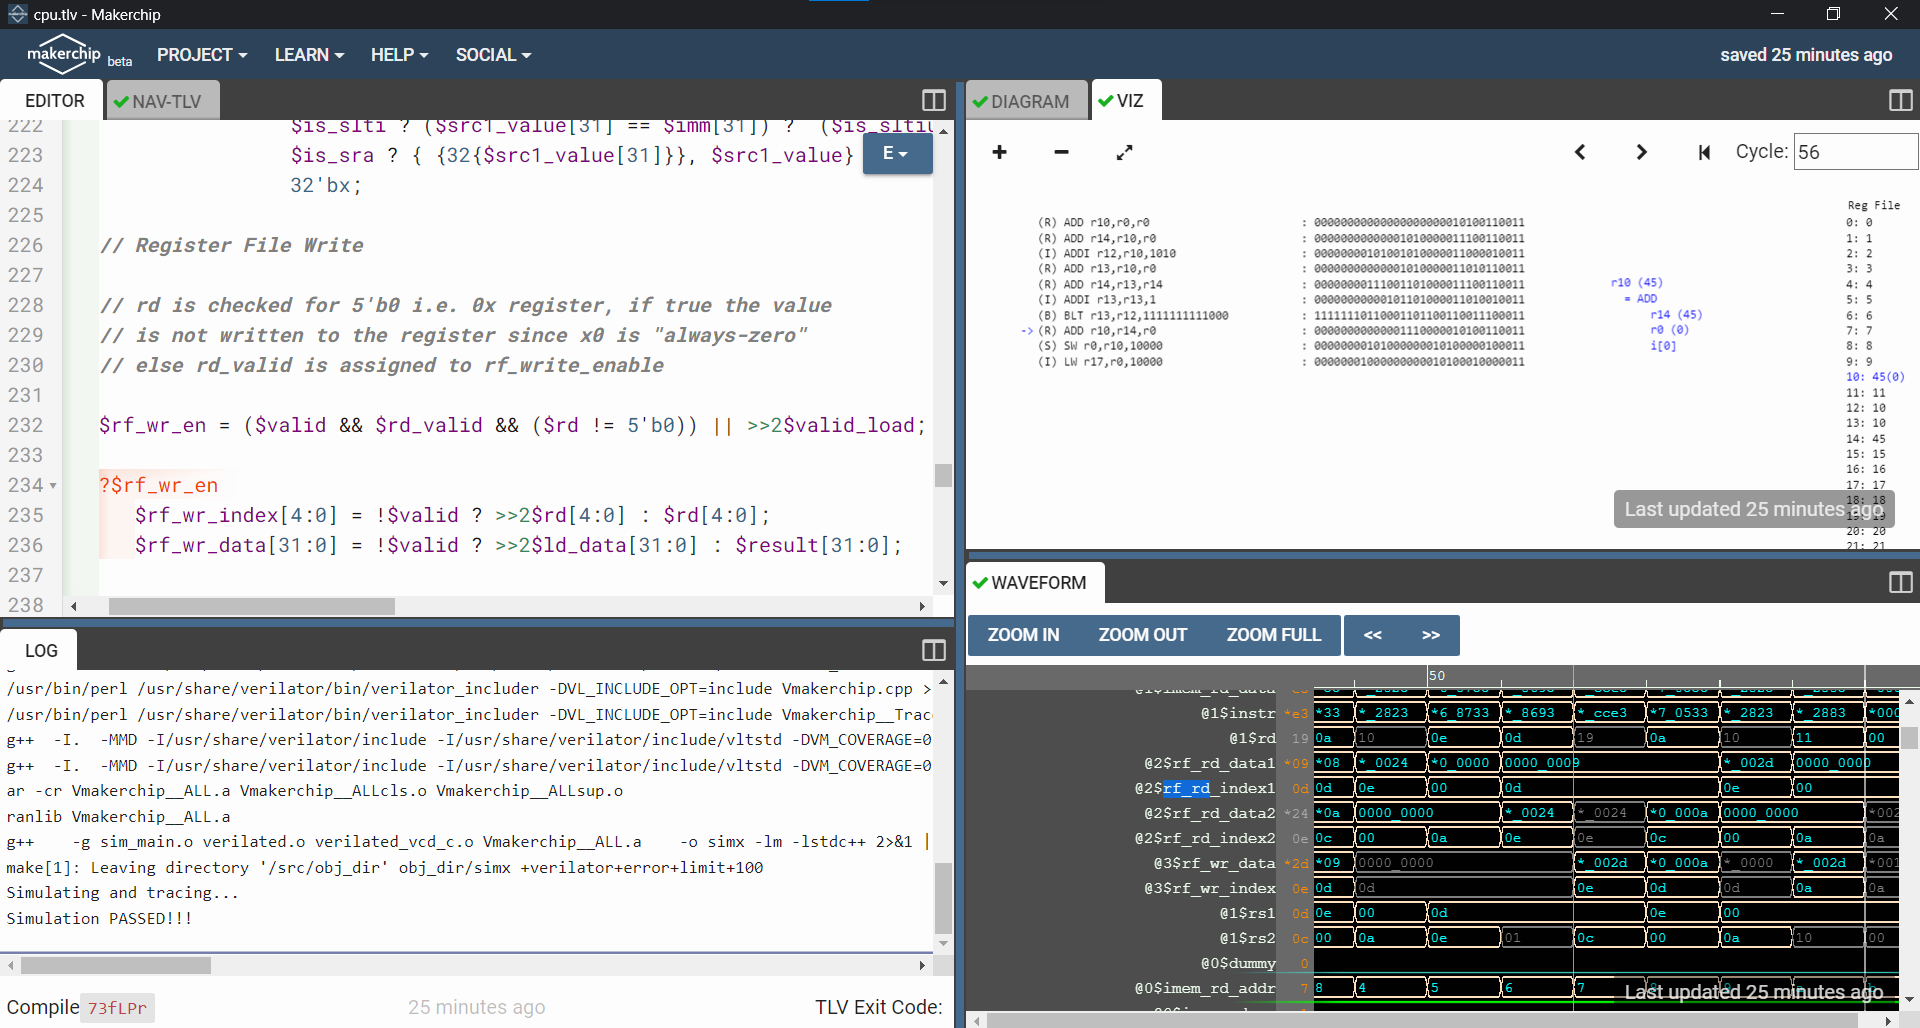 cpu.tlv - Makerchip
makerchip beta PROJECT LEARN HELP SOCIAL saved 25 minutes ago
EDITOR NAV-TLV
222 $is_slti ? ($src1_value[31] == $imm[31]) ? ($is_sltiu
223 $is_sra ? { {32{$src1_value[31]}}, $src1_value}
E
224 32'bx;
225
226 // Register File Write
227
228 // rd is checked for 5'b0 i.e. 0x register, if true the value
229 // is not written to the register since x0 is "always-zero"
230 // else rd_valid is assigned to rf_write_enable
231
232 $rf_wr_en = ($valid && $rd_valid && ($rd != 5'b0)) || >>2$valid_load;
233
234 ?$rf_wr_en
235 $rf_wr_index[4:0] = !$valid ? >>2$rd[4:0] : $rd[4:0];
236 $rf_wr_data[31:0] = !$valid ? >>2$ld_data[31:0] : $result[31:0];
237
238
LOG
/usr/bin/perl /usr/share/verilator/bin/verilator_includer -DVL_INCLUDE_OPT=include Vmakerchip.cpp >
/usr/bin/perl /usr/share/verilator/bin/verilator_includer -DVL_INCLUDE_OPT=include Vmakerchip__Trac
g++ -I. -MMD -I/usr/share/verilator/include -I/usr/share/verilator/include/vltstd -DVM_COVERAGE=0
g++ -I. -MMD -I/usr/share/verilator/include -I/usr/share/verilator/include/vltstd -DVM_COVERAGE=0
ar -cr Vmakerchip__ALL.a Vmakerchip__ALLcls.o Vmakerchip__ALLsup.o
ranlib Vmakerchip__ALL.a
g++ -g sim_main.o verilated.o verilated_vcd_c.o Vmakerchip__ALL.a -o simx -lm -lstdc++ 2>&1 |
make[1]: Leaving directory '/src/obj_dir' obj_dir/simx +verilator+error+limit+100
Simulating and tracing...
Simulation PASSED!!!
Compile 73fLPr 25 minutes ago TLV Exit Code:
DIAGRAM VIZ
Cycle: 56
(R) ADD r10,r0,r0 : 00000000000000000000010100110011
(R) ADD r14,r10,r0 : 00000000000001010000011100110011
(I) ADDI r12,r10,1010 : 00000000101001010000011000010011
(R) ADD r13,r10,r0 : 00000000000001010000011010110011
(R) ADD r14,r13,r14 : 00000000111001101000011100110011
(I) ADDI r13,r13,1 : 00000000000101101000011010010011
(B) BLT r13,r12,1111111111000 : 11111110110001101100110011100011
-> (R) ADD r10,r14,r0 : 00000000000001110000010100110011
(S) SW r0,r10,10000 : 00000000101000000010100000100011
(I) LW r17,r0,10000 : 00000001000000000010100010000011
r10 (45)
= ADD
r14 (45)
r0 (0)
i[0]
Reg File
0: 0
1: 1
2: 2
3: 3
4: 4
5: 5
6: 6
7: 7
8: 8
9: 9
10: 45(0)
11: 11
12: 10
13: 10
14: 45
15: 15
16: 16
17: 17
18: 18
19: 19
20: 20
21: 21
Last updated 25 minutes ago
WAVEFORM
ZOOM IN ZOOM OUT ZOOM FULL << >>
50
@1$instr *e3 *33 *_2823 *6_8733 *_8693 *_cce3 *7_0533 *_2823 *_2883 *000
@1$rd 19 0a 10 0e 0d 19 0a 10 11 00
@2$rf_rd_data1 *09 *08 *_0024 *0_0000 0000_0009 *_002d 0000_0000
@2$rf_rd_index1 0d 0d 0e 00 0d 0e 00
@2$rf_rd_data2 *24 *0a 0000_0000 *_0024 *_0024 *0_000a 0000_0000 *002
@2$rf_rd_index2 0e 0c 00 0a 0e 0e 0c 00 0a 0a
@3$rf_wr_data *2d *09 0000_0000 *_002d *0_000a *_0000 *_002d *001
@3$rf_wr_index 0e 0d 0d 0e 0d 0d 0a 0a
@1$rs1 0d 0e 00 0d 0e 00
@1$rs2 0c 00 0a 0e 01 0c 00 0a 10 00
@0$dummy 0
@0$imem_rd_addr 7 8 4 5 6 7
Last updated 25 minutes ago